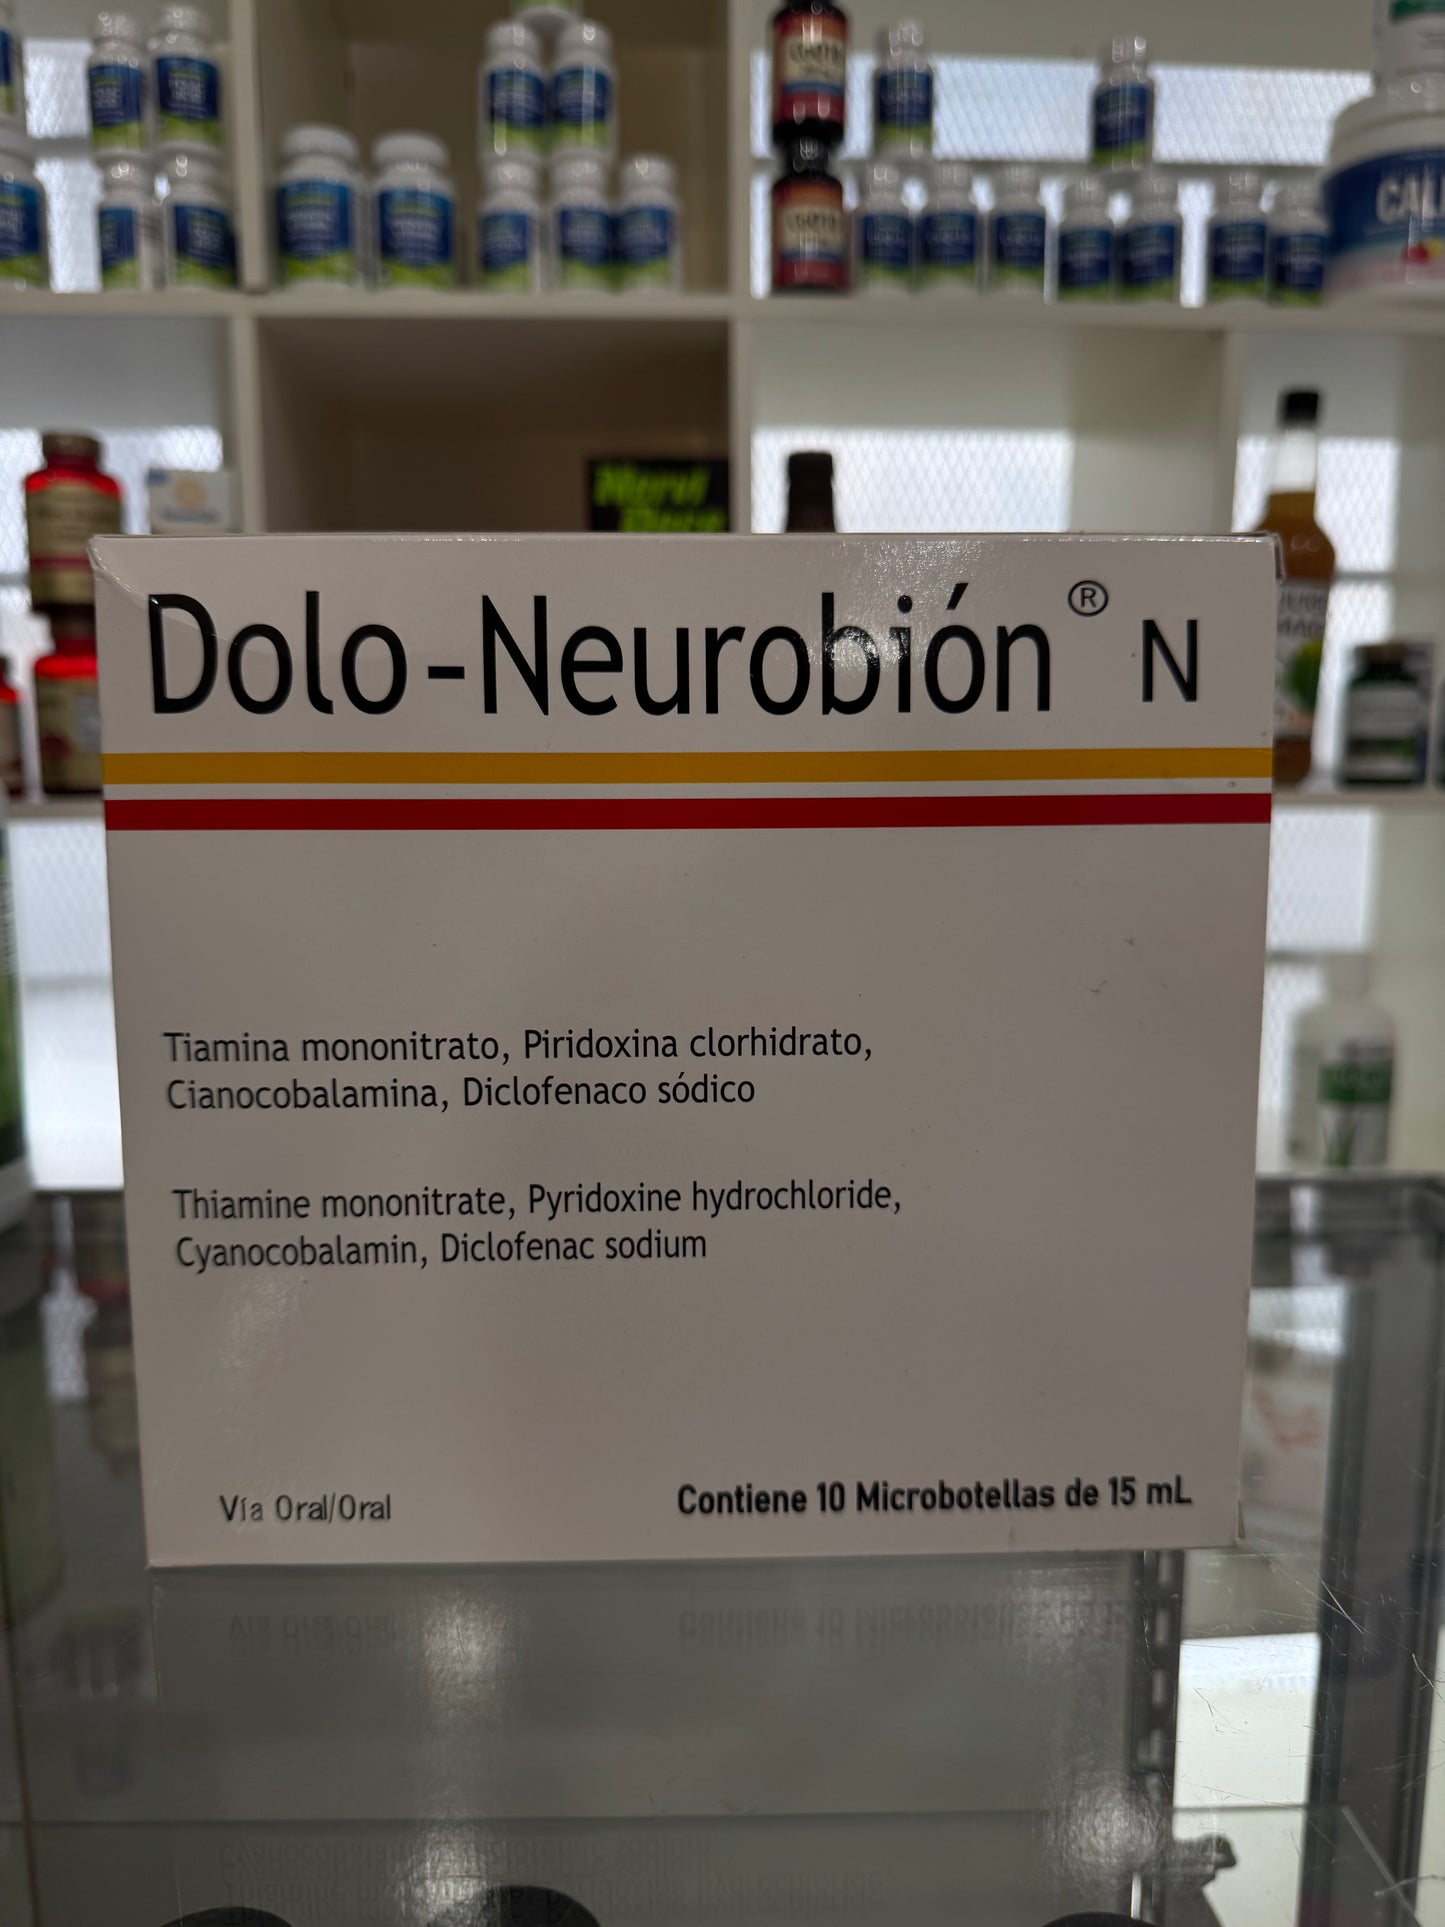 Dolo-Neurobión® N
Tiamina mononitrato, Piridoxina clorhidrato,
Cianocobalamina, Diclofenaco sódico
Thiamine mononitrate, Pyridoxine hydrochloride,
Cyanocobalamin, Diclofenac sodium
Vía Oral/Oral
Contiene 10 Microbotellas de 15 mL